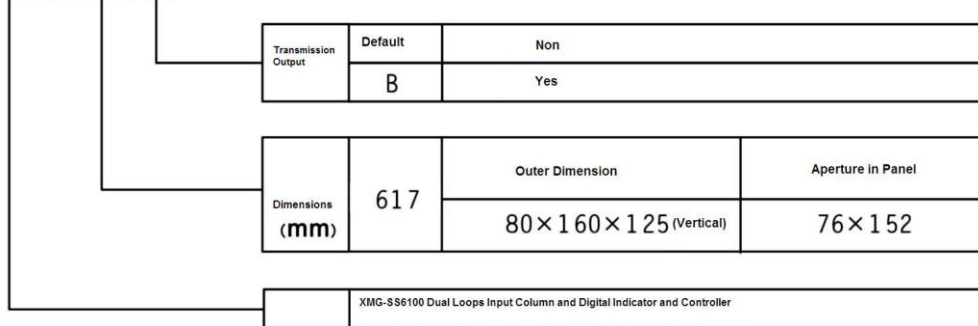 Transmission Output
Default
Non
B
Yes
Dimensions
(mm)
617
Outer Dimension
Aperture in Panel
80×160×125(Vertical)
76×152
XMG-SS6100 Dual Loops Input Column and Digital Indicator and Controller